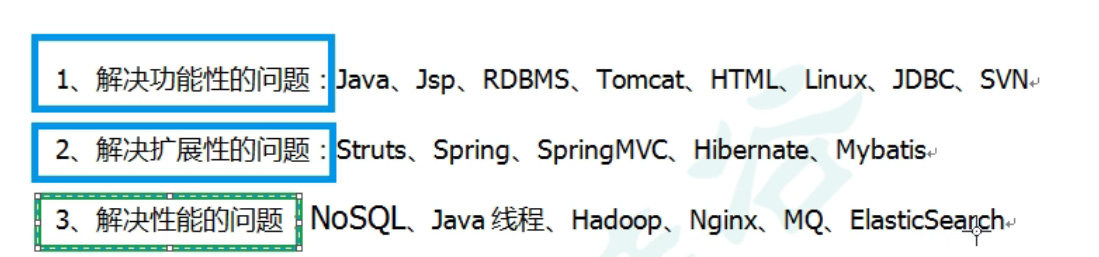 1、解决功能性的问题：Java、Jsp、RDBMS、Tomcat、HTML、Linux、JDBC、SVN
2、解决扩展性的问题：Struts、Spring、SpringMVC、Hibernate、Mybatis
3、解决性能的问题：NoSQL、Java 线程、Hadoop、Nginx、MQ、ElasticSearch